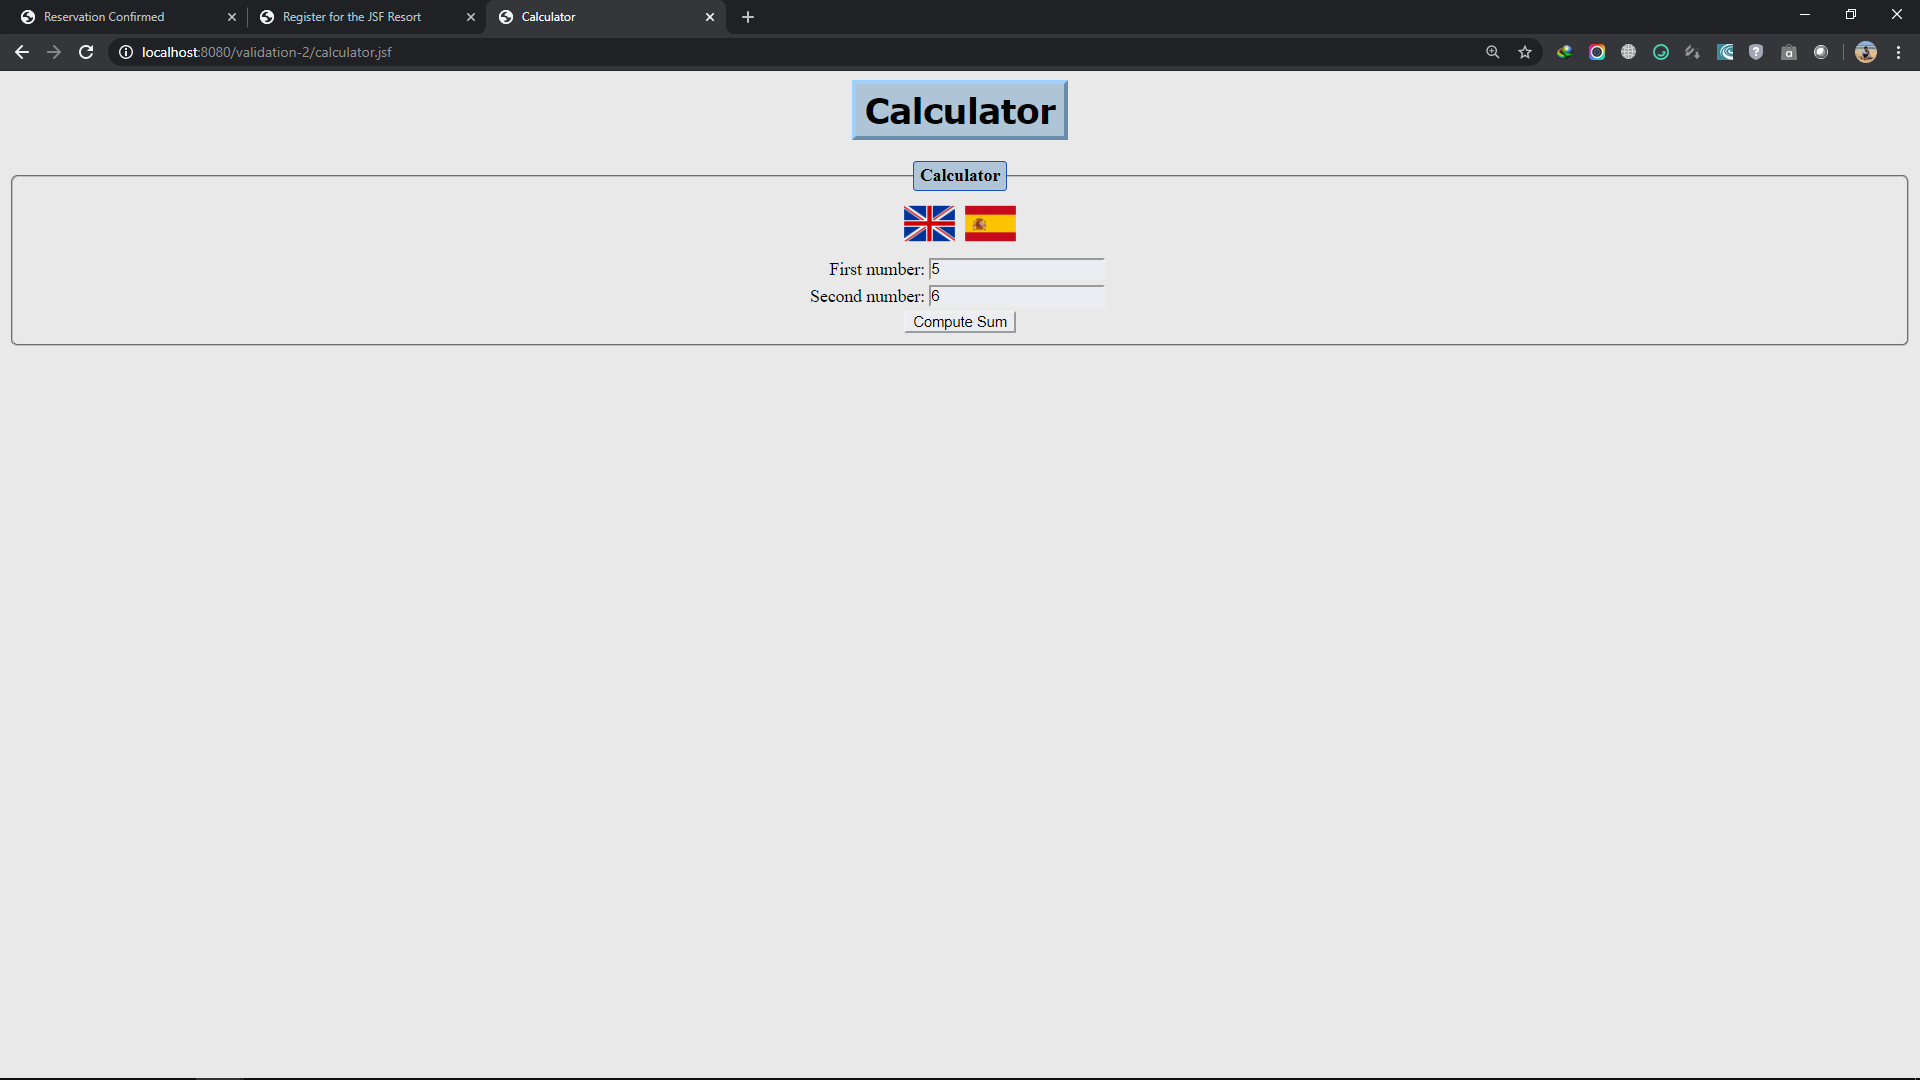 Reservation Confirmed
Register for the JSF Resort
Calculator
localhost:8080/validation-2/calculator.jsf
Calculator
Calculator
First number: 5
Second number: 6
Compute Sum